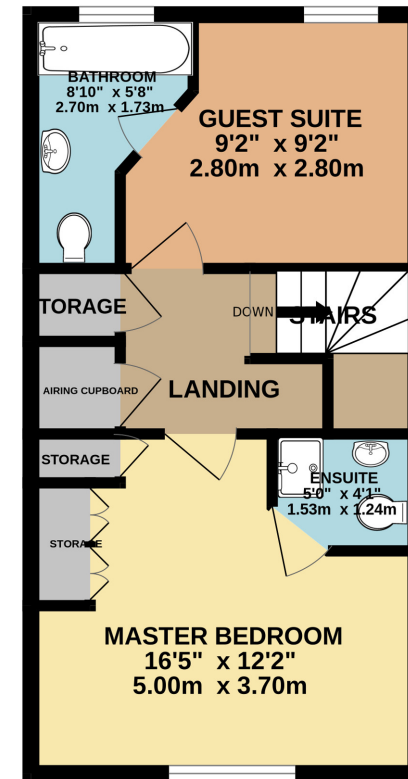 BATHROOM
8'10" x 5'8"
2.70m x 1.73m
GUEST SUITE
9'2" x 9'2"
2.80m x 2.80m
TORAGE
DOWN
STAIRS
AIRING CUPBOARD
LANDING
STORAGE
ENSUITE
5'0" x 4'1"
1.53m x 1.24m
STORAGE
MASTER BEDROOM
16'5" x 12'2"
5.00m x 3.70m